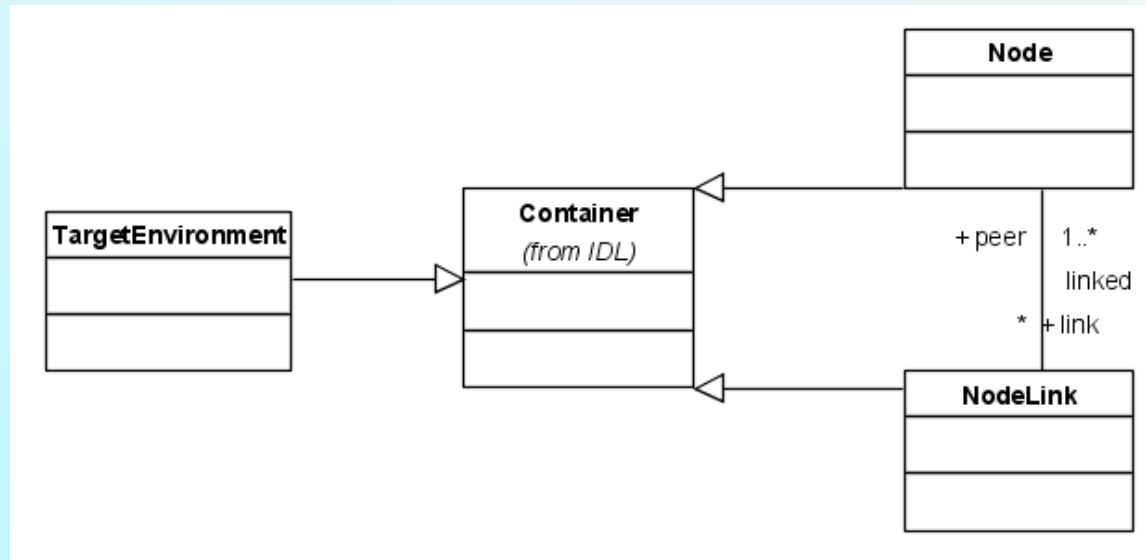 Node
Container
(from IDL)
TargetEnvironment
+ peer 1..*
linked
* + link
NodeLink